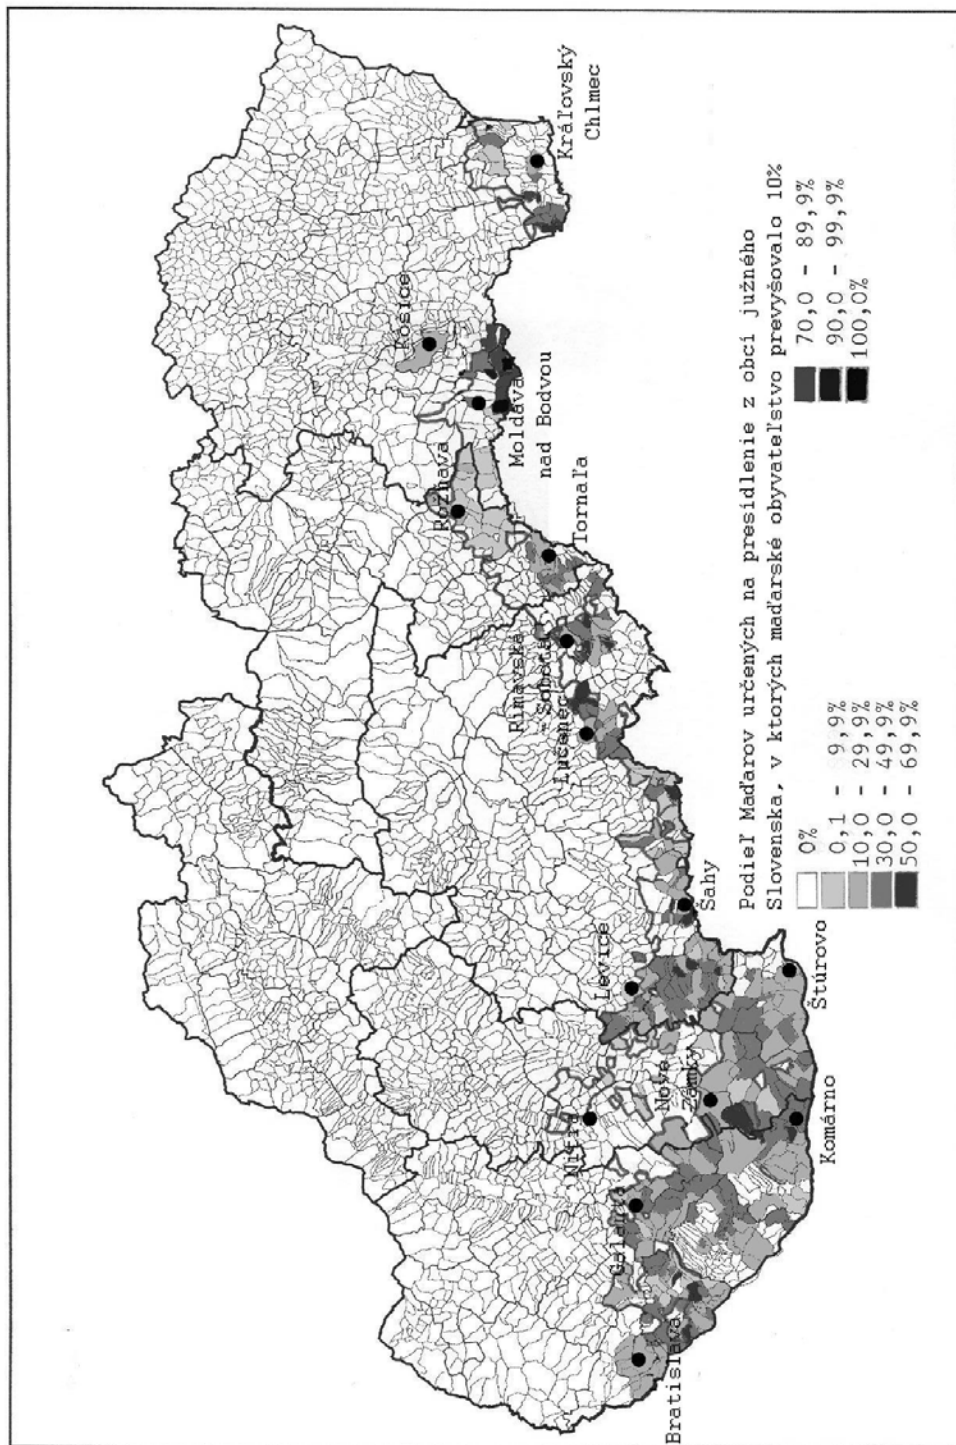 Kráľovský
Chlmec
Košice
Moldava
nad Bodvou
Rožňava
Tornaľa
Rimavská
Sobota
Lučenec
Šahy
Levice
Štúrovo
Nové
Zámky
Komárno
Nitra
Galanta
Bratislava
Podieľ Maďarov určených na presídlenie z obcí južného
Slovenska, v ktorých maďarské obyvateľstvo prevyšovalo 10%
0%
0,1 - 9,9%
10,0 - 29,9%
30,0 - 49,9%
50,0 - 69,9%
70,0 - 89,9%
90,0 - 99,9%
100,0%